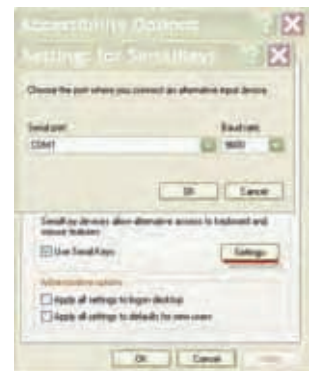 Accessibility Options
Settings for SerialKeys
Choose the port where you connect an alternative input device.
Serial port: Baud rate:
COM1 9600
OK Cancel
SerialKey devices allow alternative access to keyboard and
mouse features.
Use Serial Keys Settings
Administrative options
Apply all settings to logon desktop
Apply all settings to defaults for new users
OK Cancel